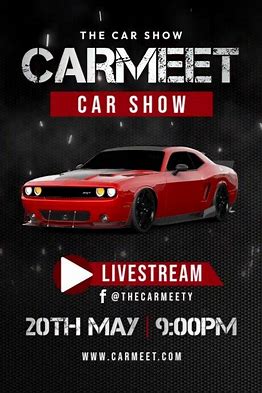 THE CAR SHOW
CARMEET
CAR SHOW
LIVESTREAM
f @THECARMEETY
20TH MAY | 9:00PM
WWW.CARMEET.COM